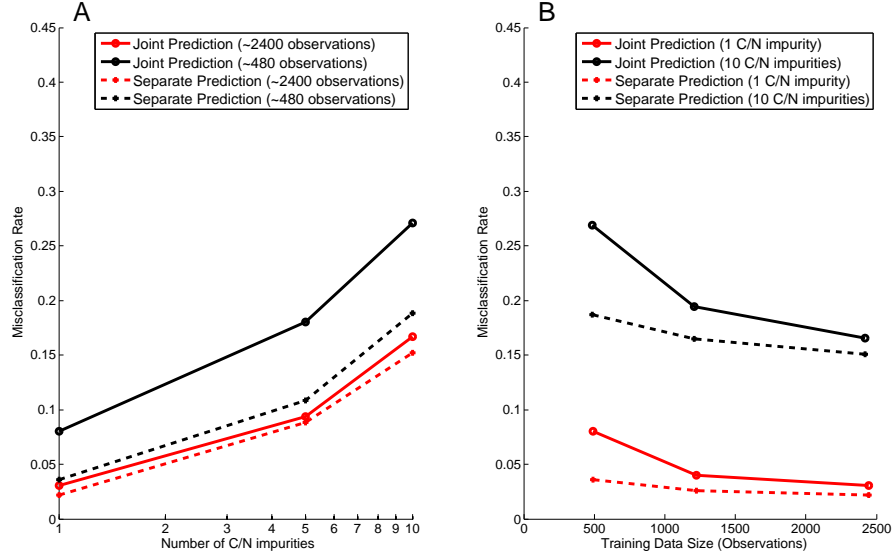 A
Joint Prediction (~2400 observations)
Joint Prediction (~480 observations)
Separate Prediction (~2400 observations)
Separate Prediction (~480 observations)
0.45
0.4
0.35
0.3
0.25
0.2
0.15
0.1
0.05
0
Misclassification Rate
1 2 3 4 5 6 7 8 9 10
Number of C/N impurities
B
Joint Prediction (1 C/N impurity)
Joint Prediction (10 C/N impurities)
Separate Prediction (1 C/N impurity)
Separate Prediction (10 C/N impurities)
0.45
0.4
0.35
0.3
0.25
0.2
0.15
0.1
0.05
0
Misclassification Rate
0 500 1000 1500 2000 2500
Training Data Size (Observations)